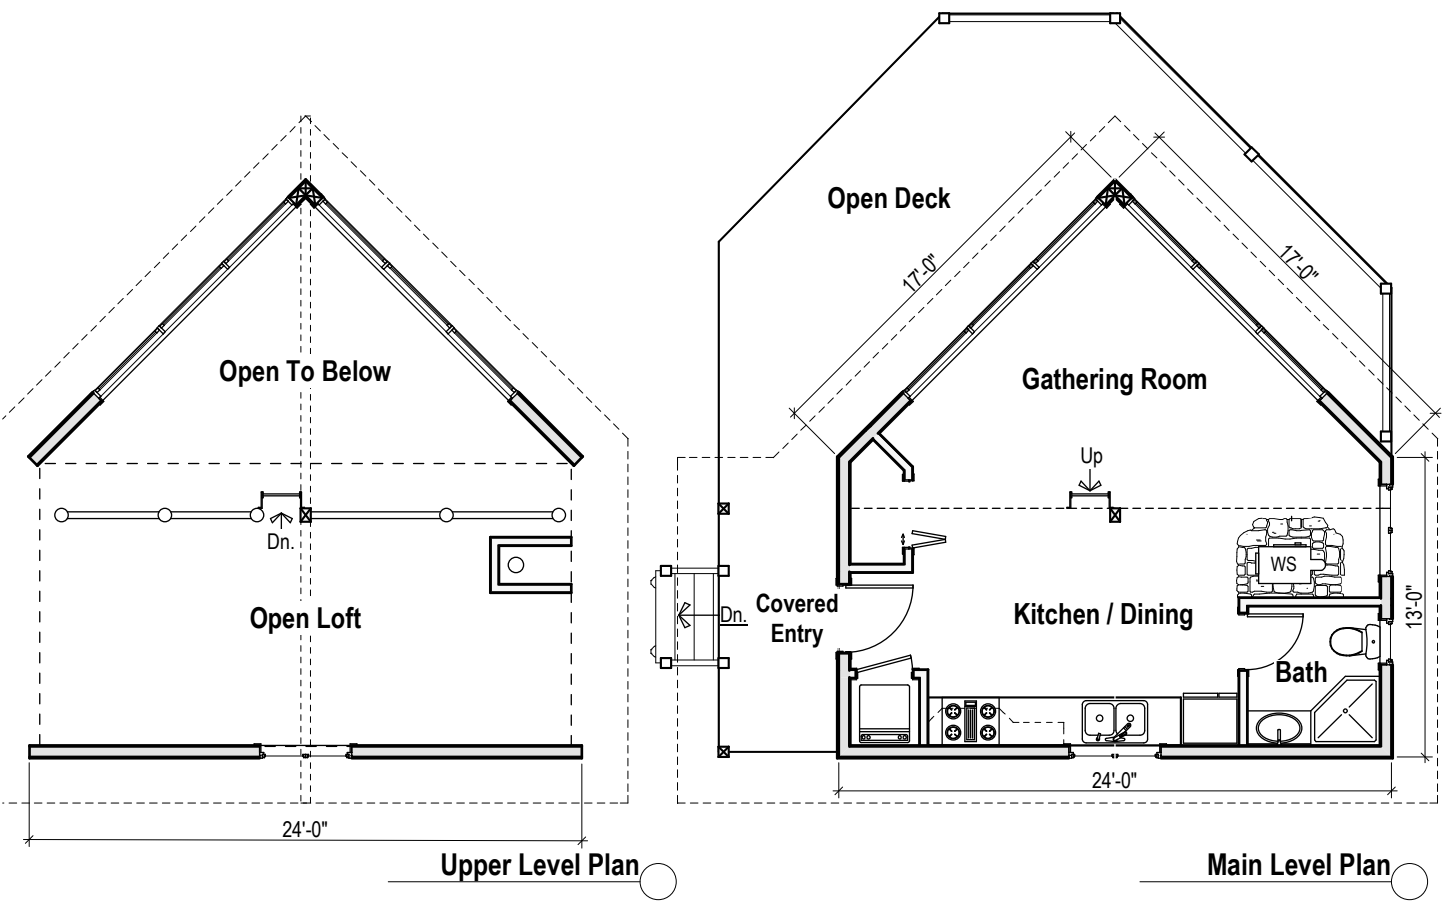 Open To Below
Dn.
Open Loft
24'-0"
Upper Level Plan
Open Deck
17'-0"
17'-0"
Gathering Room
Up
WS
Covered
Entry
Dn.
Kitchen / Dining
Bath
13'-0"
24'-0"
Main Level Plan